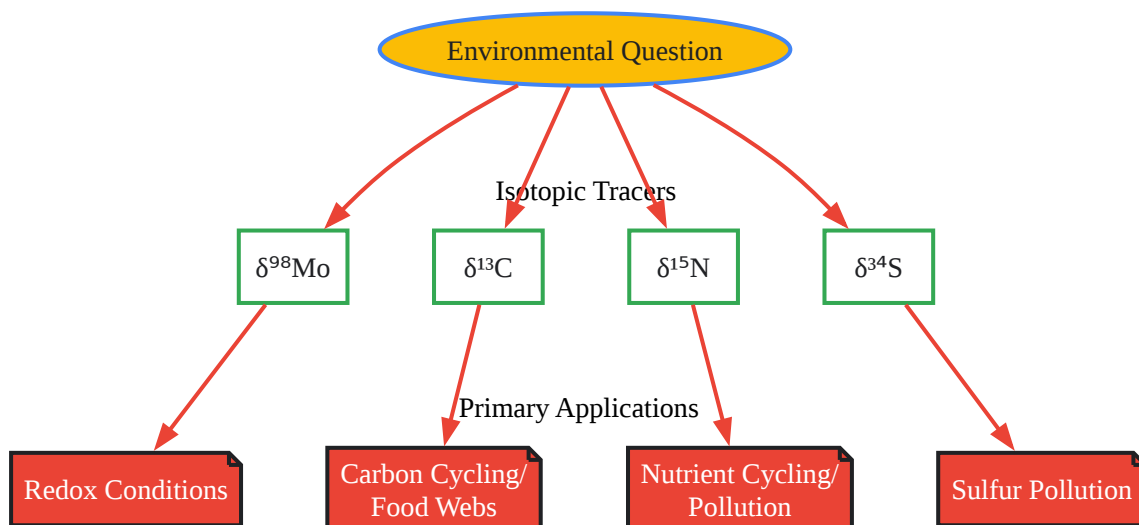 Environmental Question
Isotopic Tracers
δ⁹⁸Mo
δ¹³C
δ¹⁵N
δ³⁴S
Primary Applications
Redox Conditions
Carbon Cycling/
Food Webs
Nutrient Cycling/
Pollution
Sulfur Pollution